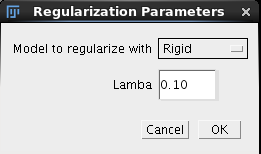 Regularization Parameters
Model to regularize with Rigid
Lamba 0.10
Cancel OK